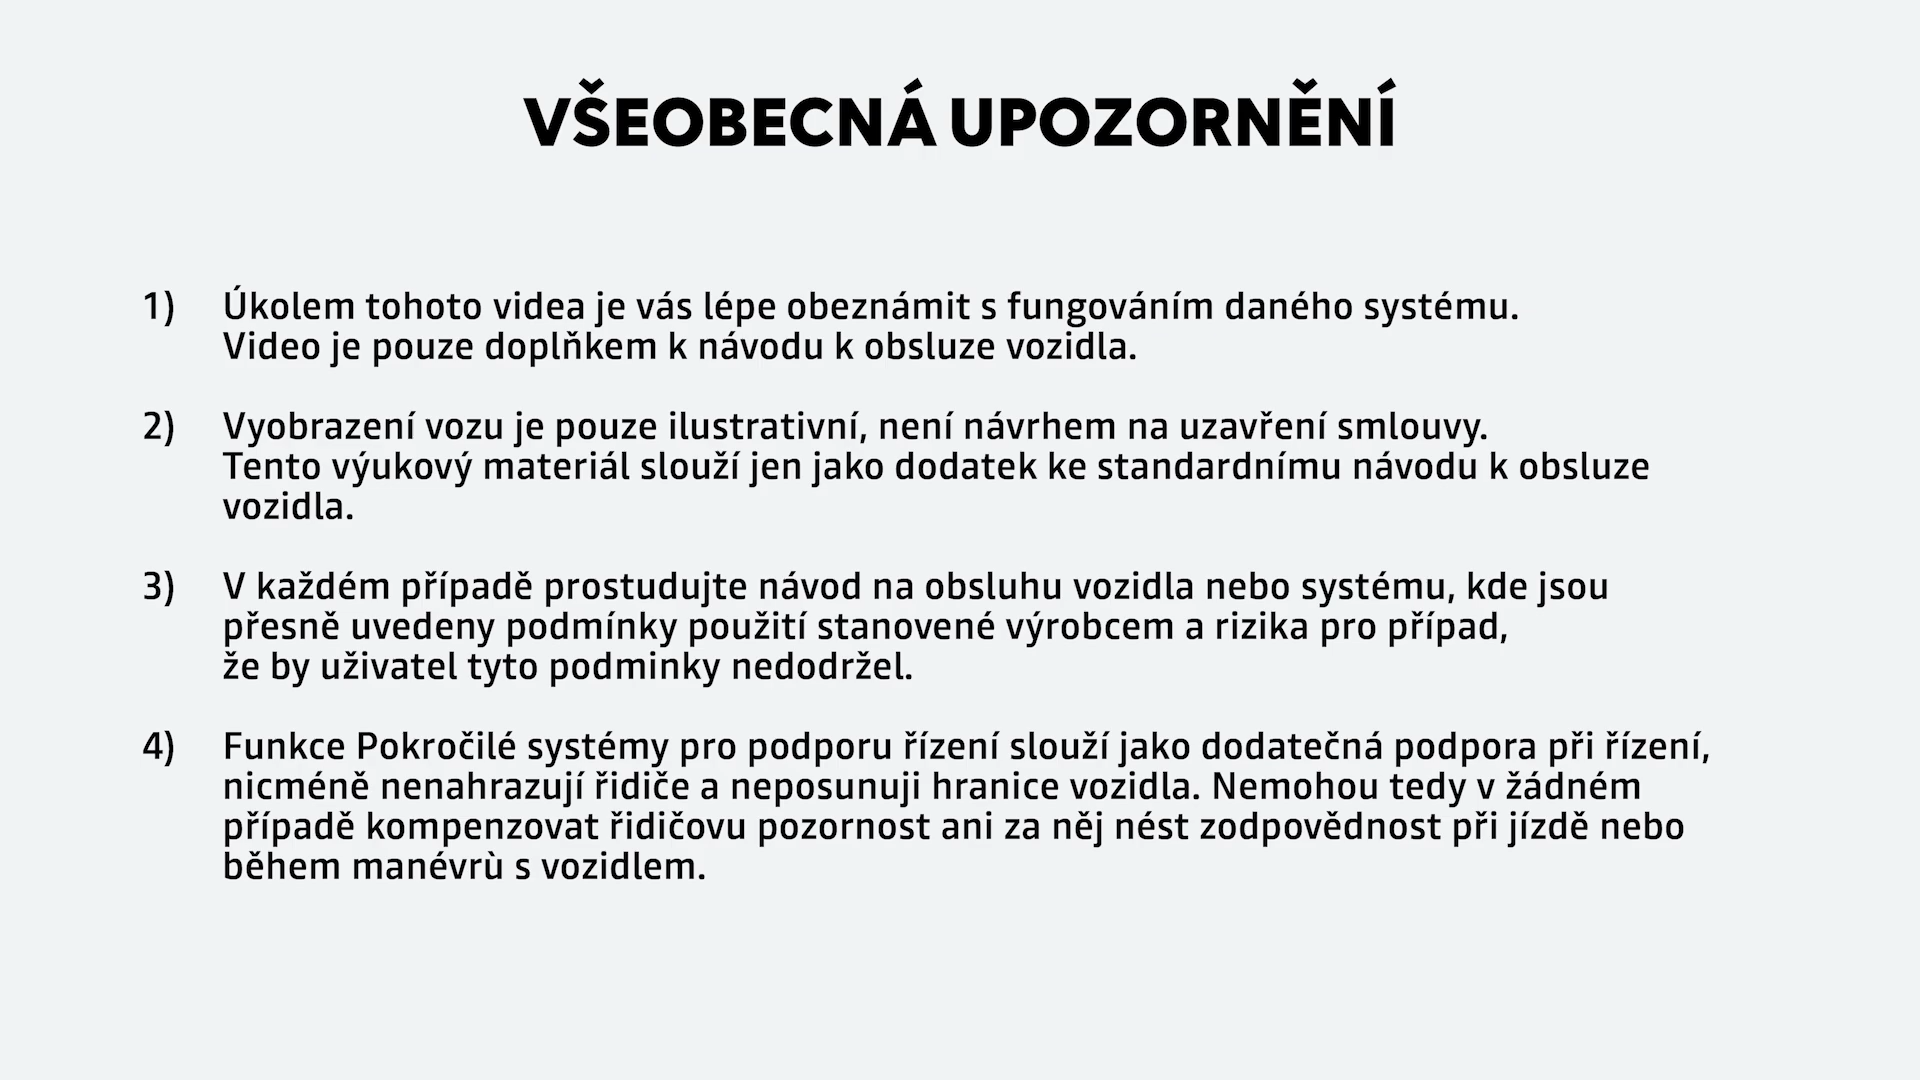 VŠEOBECNÁ UPOZORNĚNÍ
1) Úkolem tohoto videa je vás lépe obeznámit s fungováním daného systému.
Video je pouze doplňkem k návodu k obsluze vozidla.
2) Vyobrazení vozu je pouze ilustrativní, není návrhem na uzavření smlouvy.
Tento výukový materiál slouží jen jako dodatek ke standardnímu návodu k obsluze
vozidla.
3) V každém případě prostudujte návod na obsluhu vozidla nebo systému, kde jsou
přesně uvedeny podmínky použití stanovené výrobcem a rizika pro případ,
že by uživatel tyto podminky nedodržel.
4) Funkce Pokročilé systémy pro podporu řízení slouží jako dodatečná podpora při řízení,
nicméně nenahrazují řidiče a neposunuji hranice vozidla. Nemohou tedy v žádném
případě kompenzovat řidičovu pozornost ani za něj nést zodpovědnost při jízdě nebo
během manévrù s vozidlem.